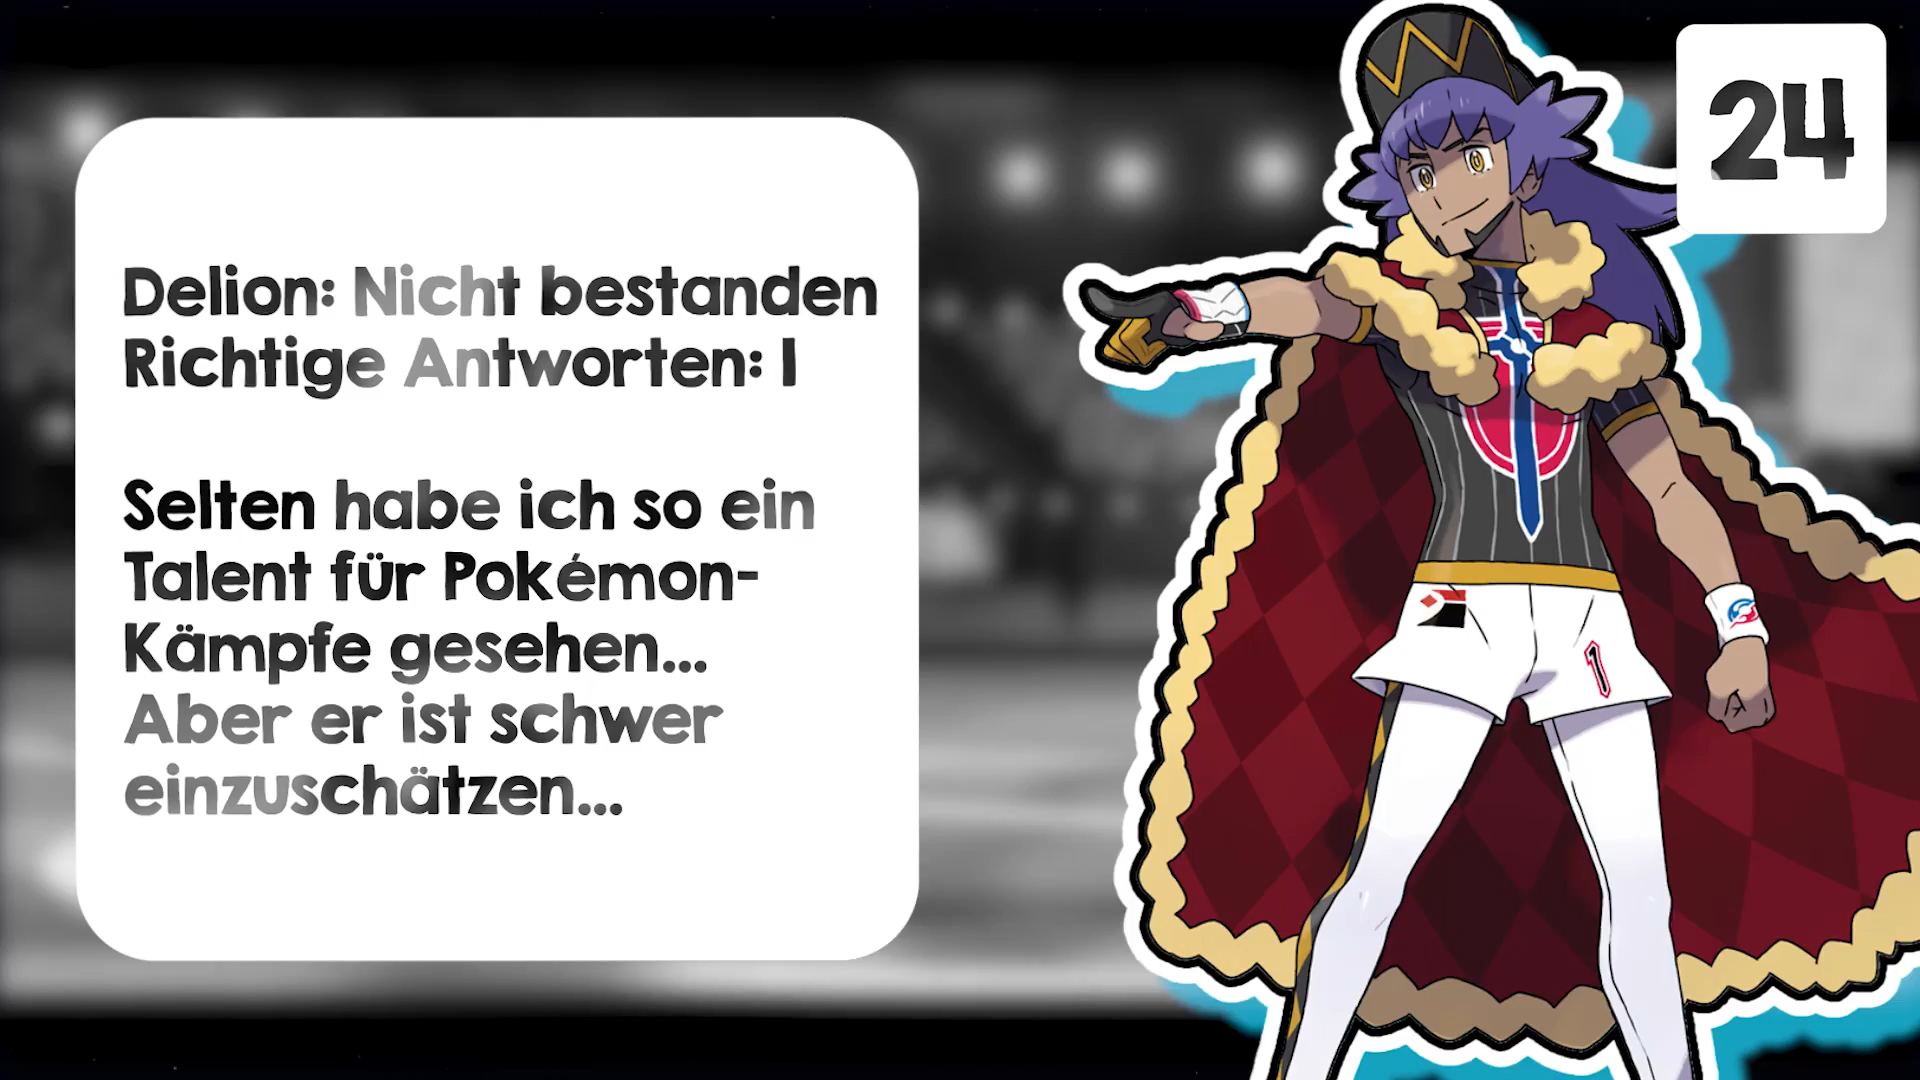 24
Delion: Nicht bestanden
Richtige Antworten: 1
Selten habe ich so ein
Talent für Pokémon-
Kämpfe gesehen...
Aber er ist schwer
einzuschätzen...
1